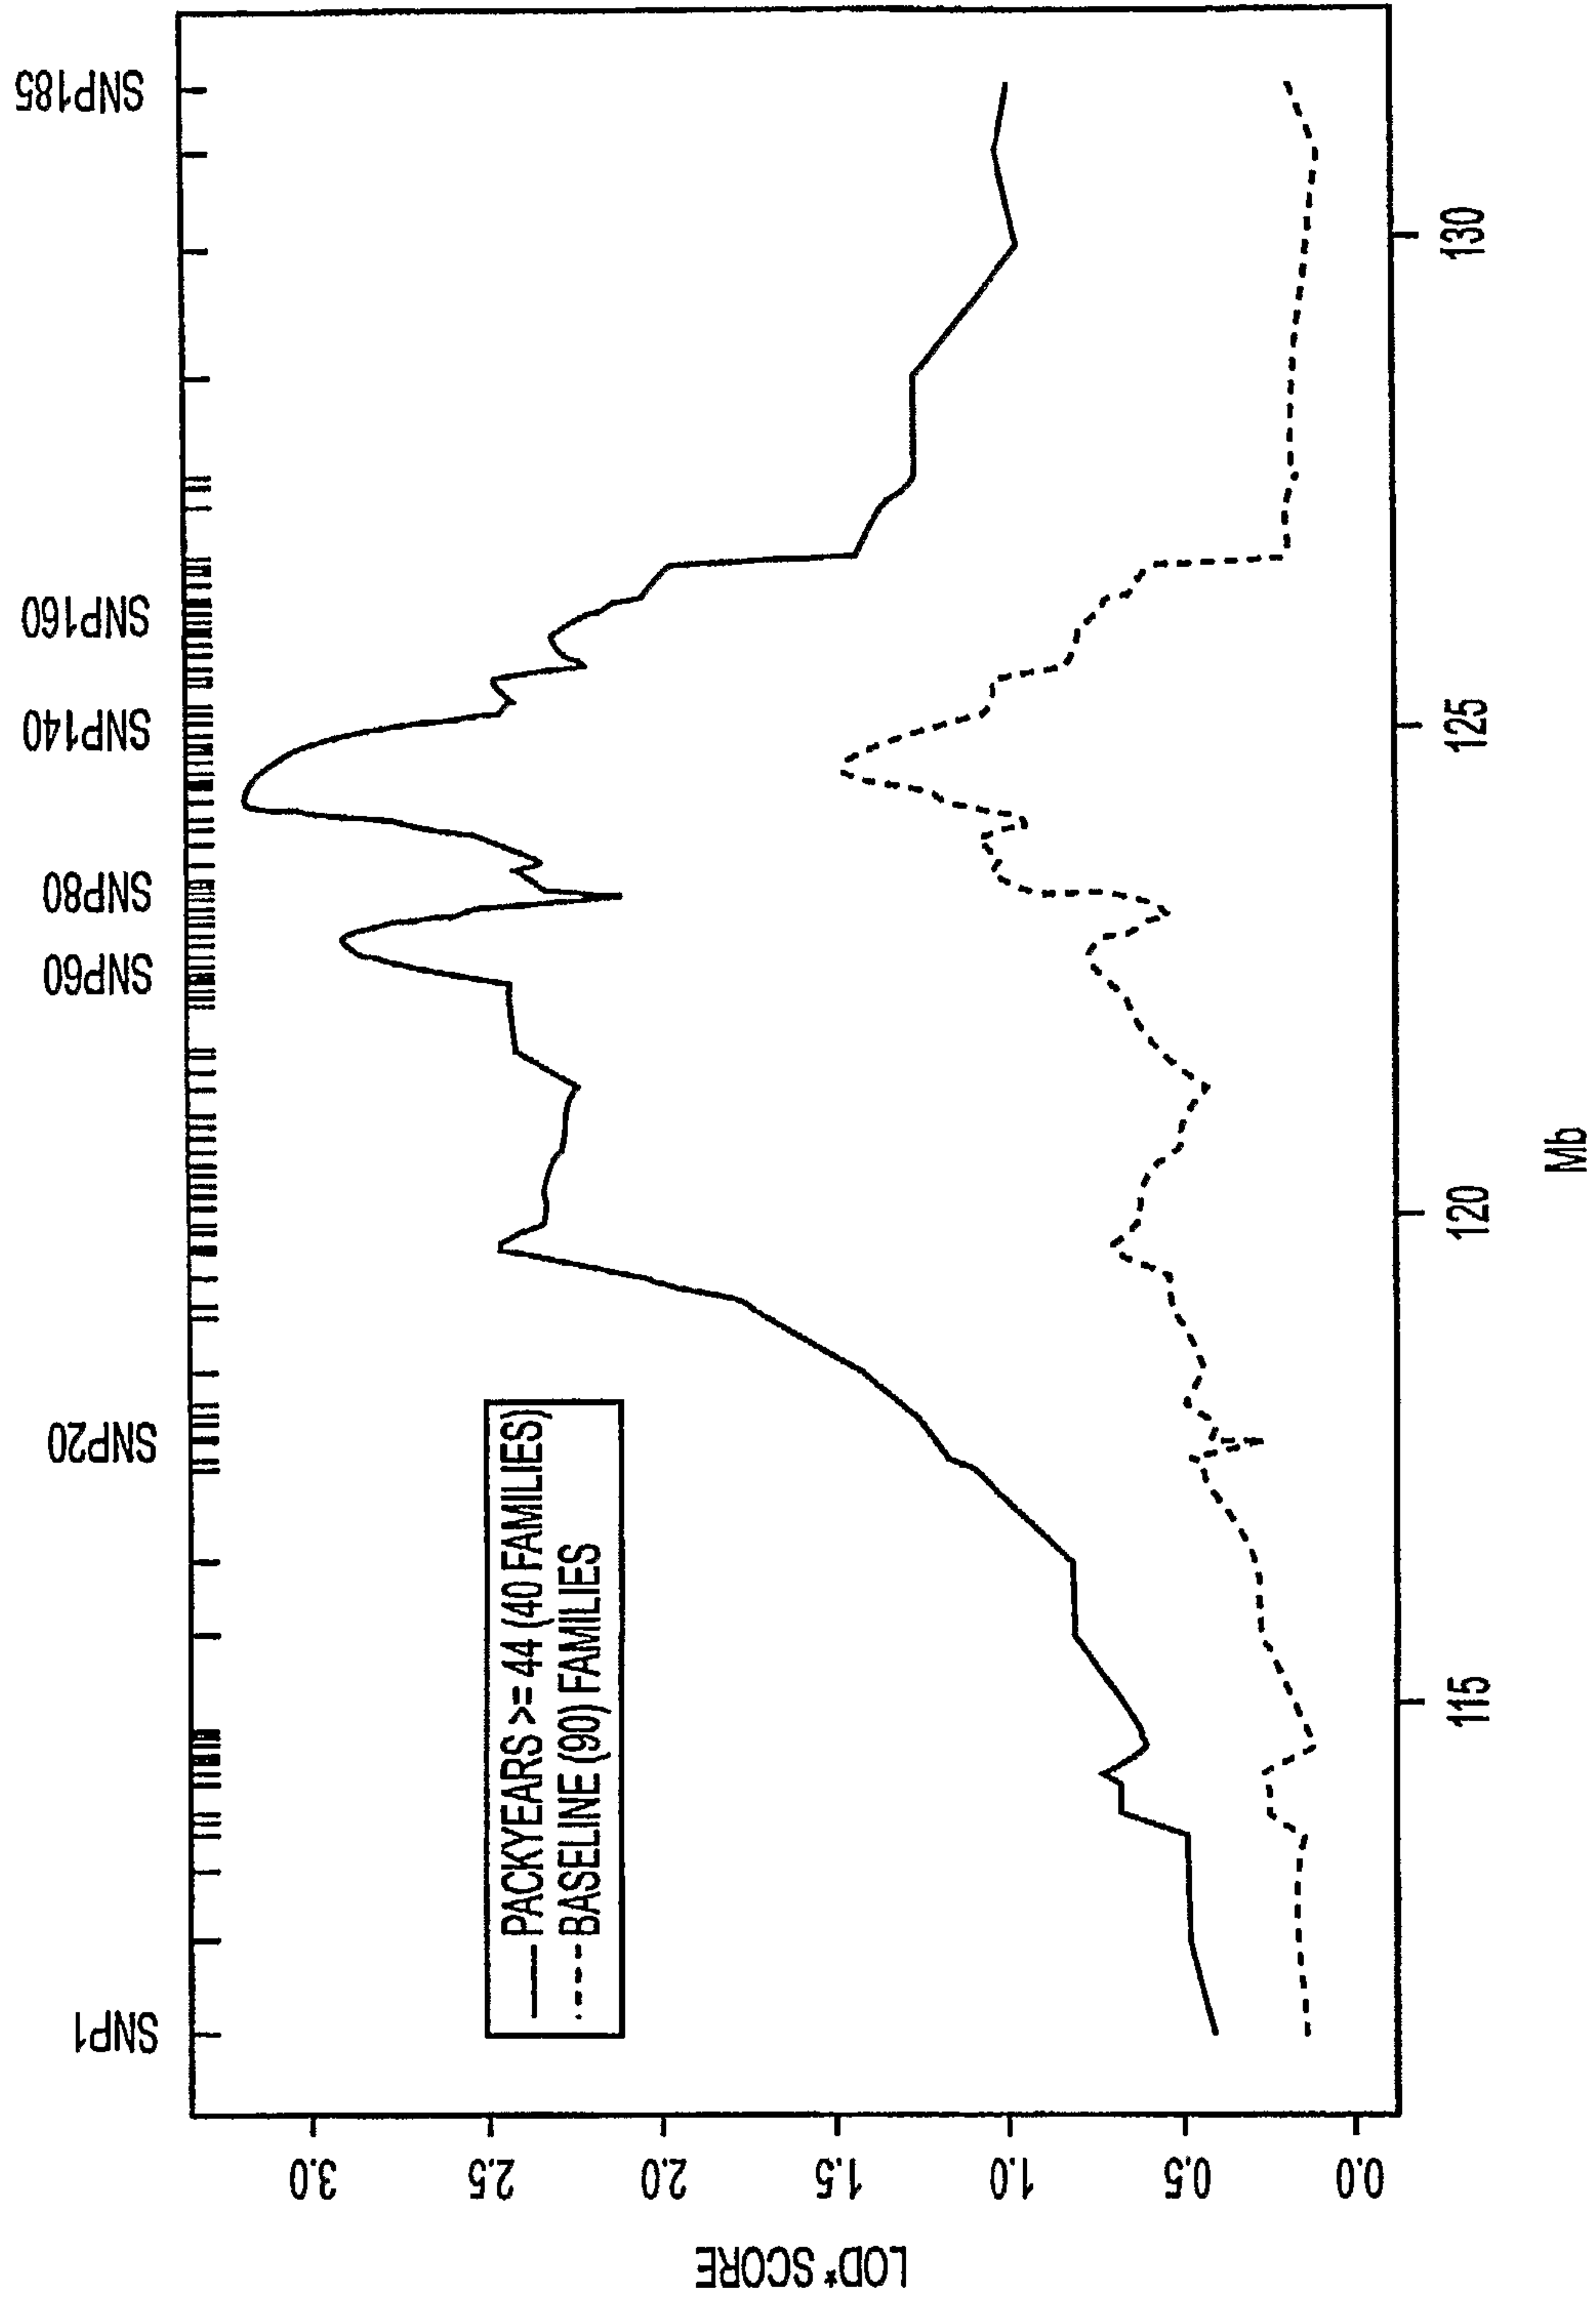 SNP1
SNP20
SNP60
SNP80
SNP140
SNP160
SNP185
LOD* SCORE
3.0
2.5
2.0
1.5
1.0
0.5
0.0
PACKYEARS >= 44 (40 FAMILIES)
BASELINE (90) FAMILIES
115
120
125
130
Mb